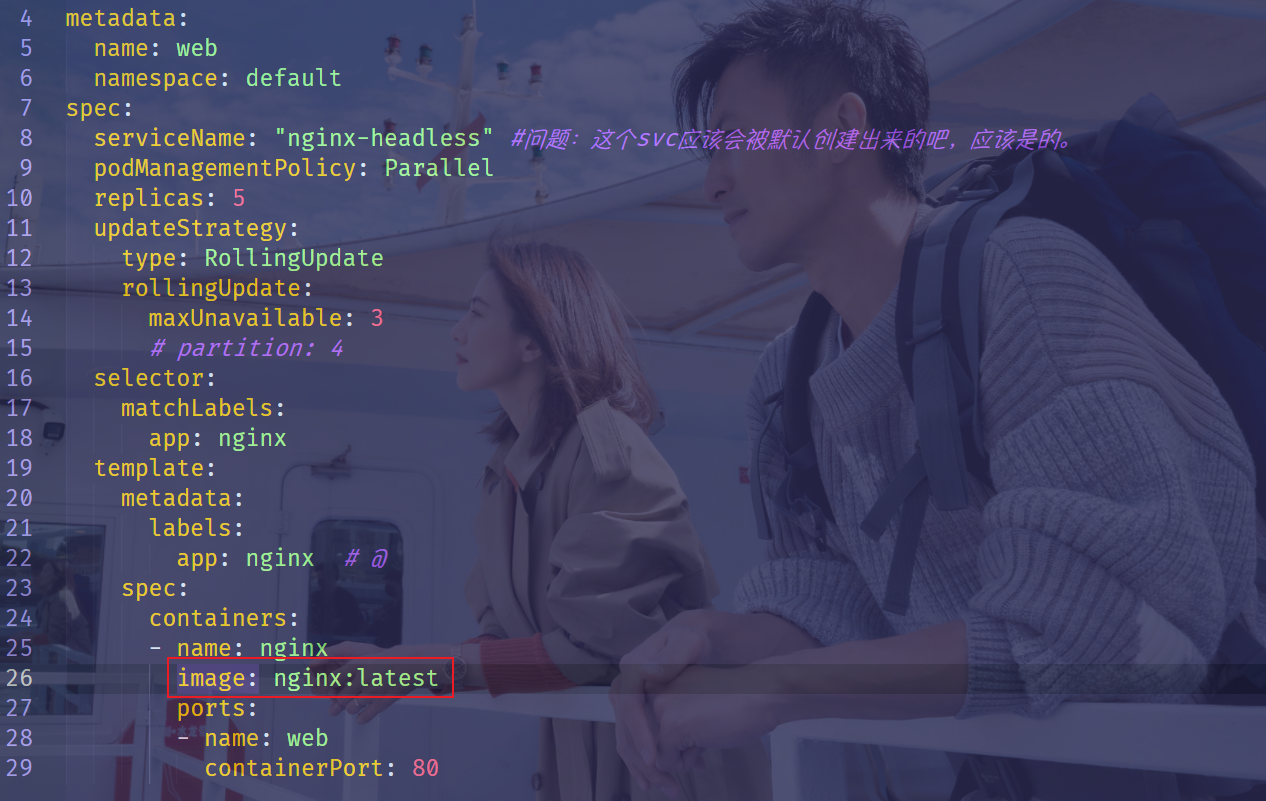 4 metadata:
5 name: web
6 namespace: default
7 spec:
8 serviceName: "nginx-headless" #问题：这个svc应该会被默认创建出来的吧，应该是的。
9 podManagementPolicy: Parallel
10 replicas: 5
11 updateStrategy:
12 type: RollingUpdate
13 rollingUpdate:
14 maxUnavailable: 3
15 # partition: 4
16 selector:
17 matchLabels:
18 app: nginx
19 template:
20 metadata:
21 labels:
22 app: nginx # @
23 spec:
24 containers:
25 - name: nginx
26 image: nginx:latest
27 ports:
28 - name: web
29 containerPort: 80